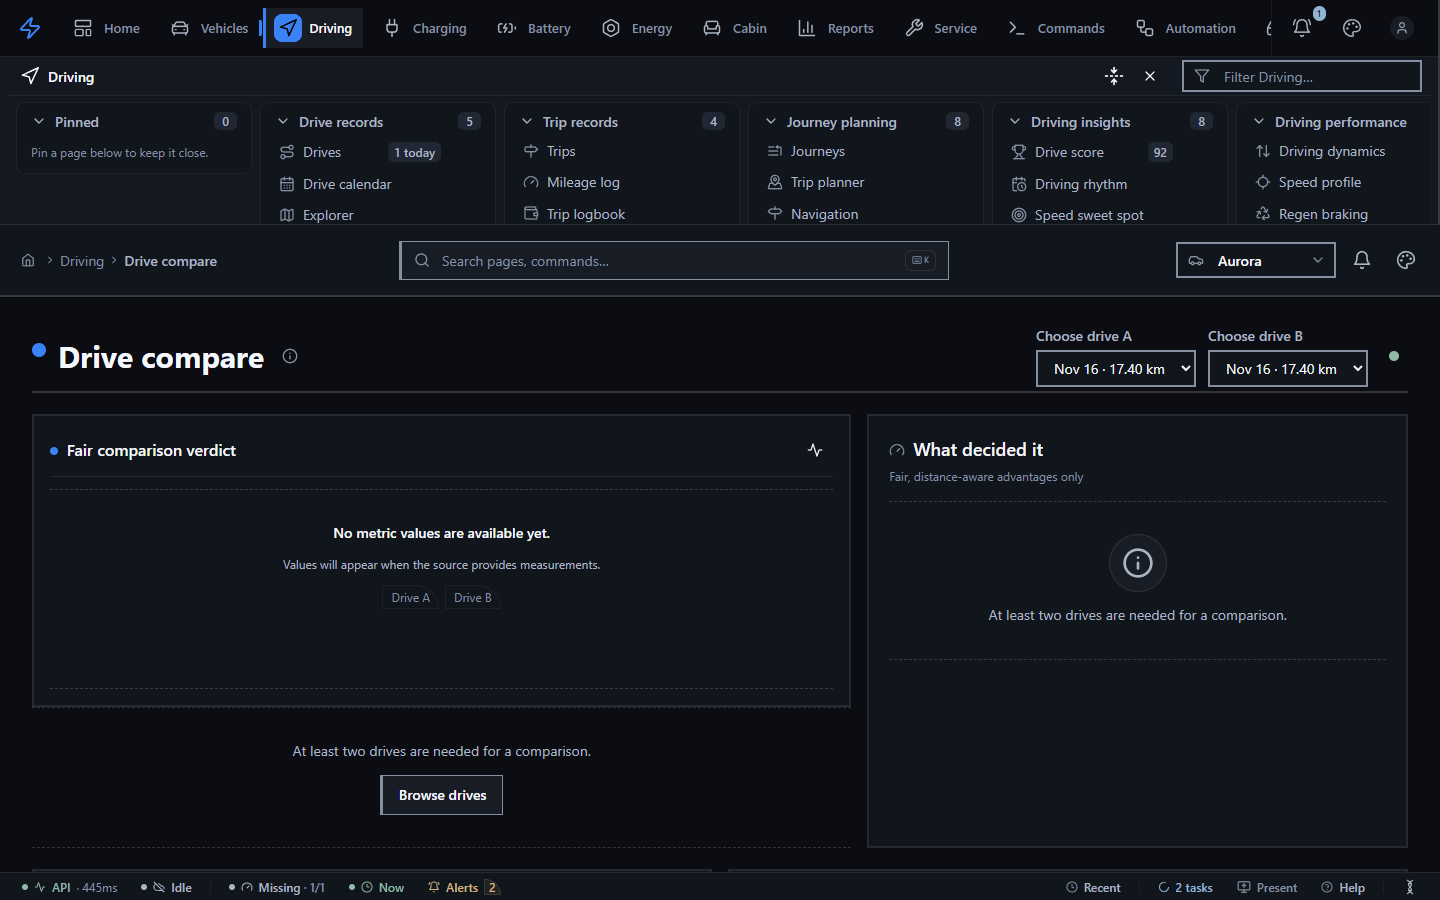 Home
Vehicles
Driving
Charging
Battery
Energy
Cabin
Reports
Service
Commands
Automation
1
Driving
Filter Driving...
Pinned 0
Pin a page below to keep it close.
Drive records 5
Drives 1 today
Drive calendar
Explorer
Trip records 4
Trips
Mileage log
Trip logbook
Journey planning 8
Journeys
Trip planner
Navigation
Driving insights 8
Drive score 92
Driving rhythm
Speed sweet spot
Driving performance
Driving dynamics
Speed profile
Regen braking
Driving
Drive compare
Search pages, commands...
K
Aurora
Drive compare
Choose drive A
Nov 16 · 17.40 km
Choose drive B
Nov 16 · 17.40 km
Fair comparison verdict
No metric values are available yet.
Values will appear when the source provides measurements.
Drive A
Drive B
What decided it
Fair, distance-aware advantages only
At least two drives are needed for a comparison.
At least two drives are needed for a comparison.
Browse drives
API · 445ms
Idle
Missing · 1/1
Now
Alerts 2
Recent
2 tasks
Present
Help